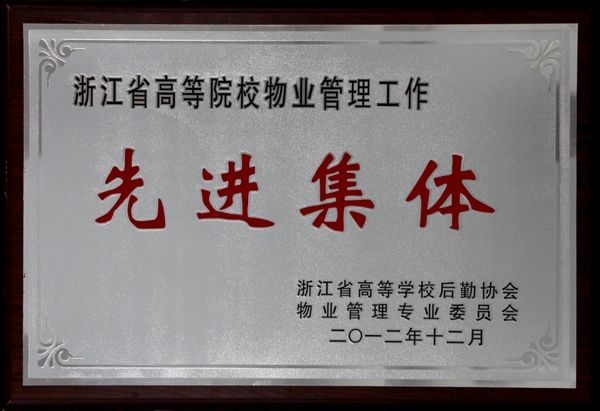 浙江省高等院校物业管理工作
先进集体
浙江省高等学校后勤协会
物业管理专业委员会
二〇一二年十二月